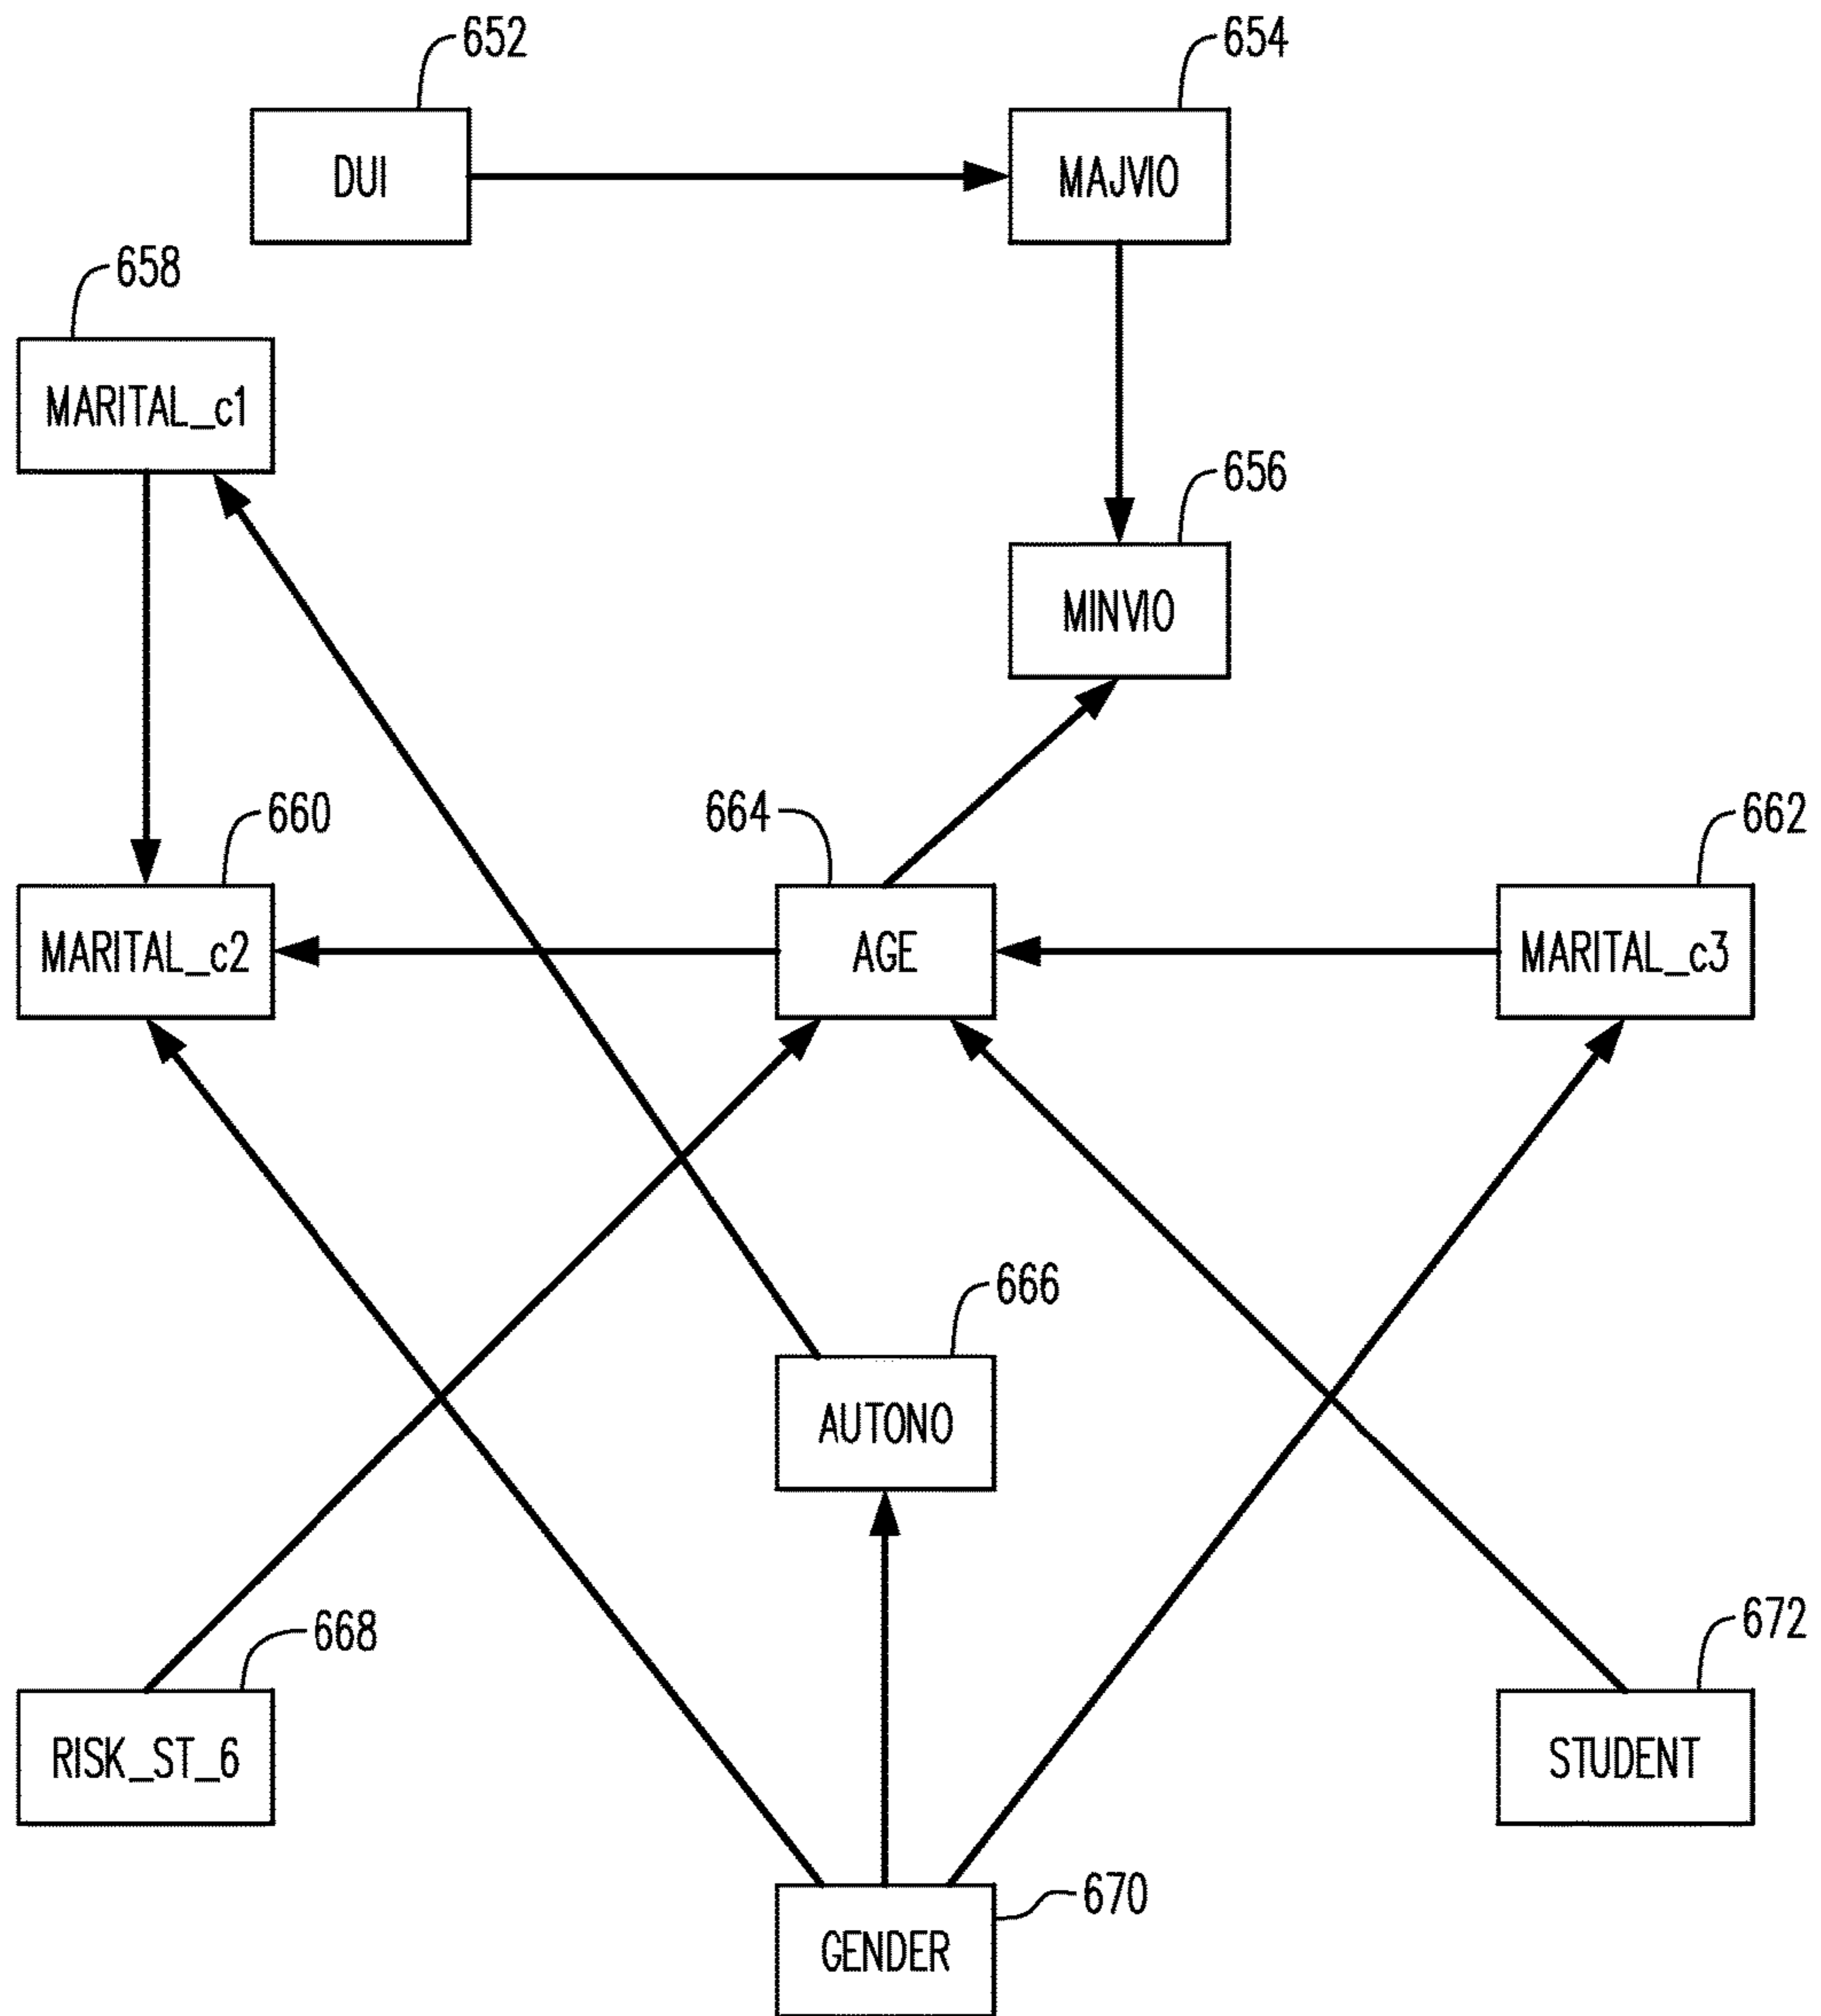 652
654
DUI
MAJVIO
658
MARITAL_c1
656
MINVIO
660
664
662
MARITAL_c2
AGE
MARITAL_c3
666
AUTONO
668
672
RISK_ST_6
STUDENT
670
GENDER